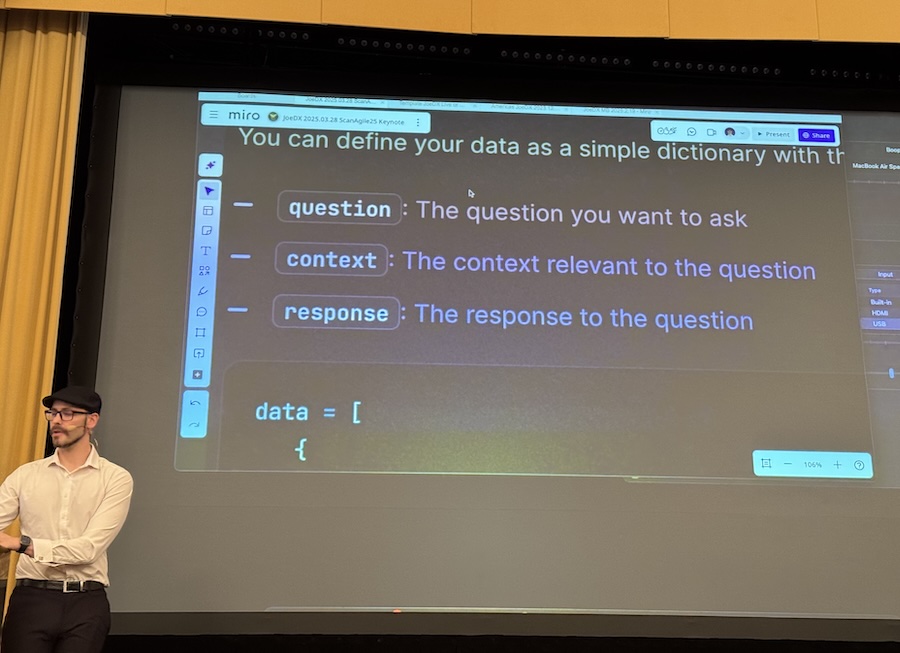 miro
JoeDX 2025.03.28 ScanAgile25 Keynote
Present
Share
You can define your data as a simple dictionary with th
— question: The question you want to ask
— context: The context relevant to the question
— response: The response to the question
data = [
{
106%
MacBook Air Spe
Input
Type
Built-in
HDMI
USB